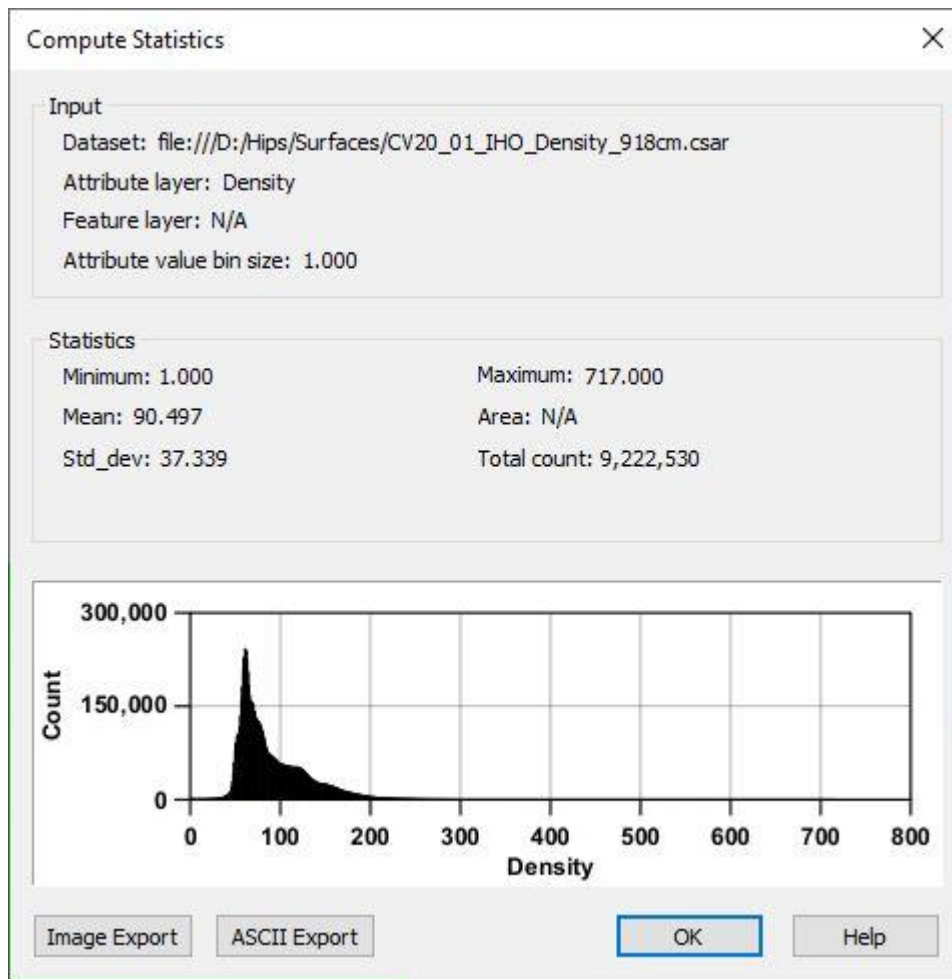 Compute Statistics
Input
Dataset: file:///D:/Hips/Surfaces/CV20_01_IHO_Density_918cm.csar
Attribute layer: Density
Feature layer: N/A
Attribute value bin size: 1.000
Statistics
Minimum: 1.000 Maximum: 717.000
Mean: 90.497 Area: N/A
Std_dev: 37.339 Total count: 9,222,530
300,000
150,000
0
Count
0 100 200 300 400 500 600 700 800
Density
Image Export ASCII Export OK Help